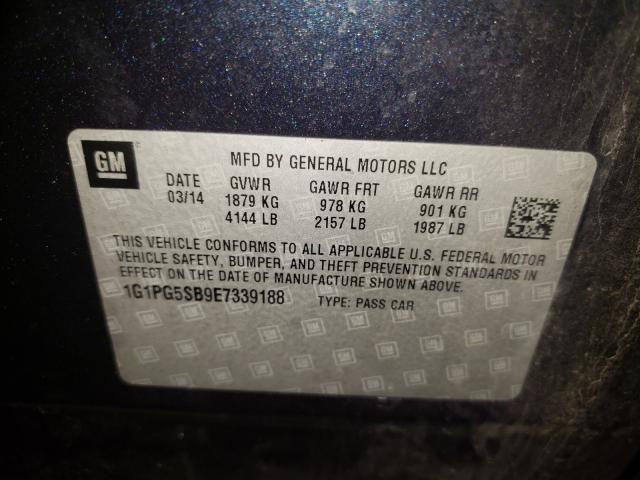 GM MFD BY GENERAL MOTORS LLC
DATE GVWR GAWR FRT GAWR RR
03/14 1879 KG 978 KG 901 KG
4144 LB 2157 LB 1987 LB
THIS VEHICLE CONFORMS TO ALL APPLICABLE U.S. FEDERAL MOTOR
VEHICLE SAFETY, BUMPER, AND THEFT PREVENTION STANDARDS IN
EFFECT ON THE DATE OF MANUFACTURE SHOWN ABOVE.
1G1PG5SB9E7339188 TYPE: PASS CAR